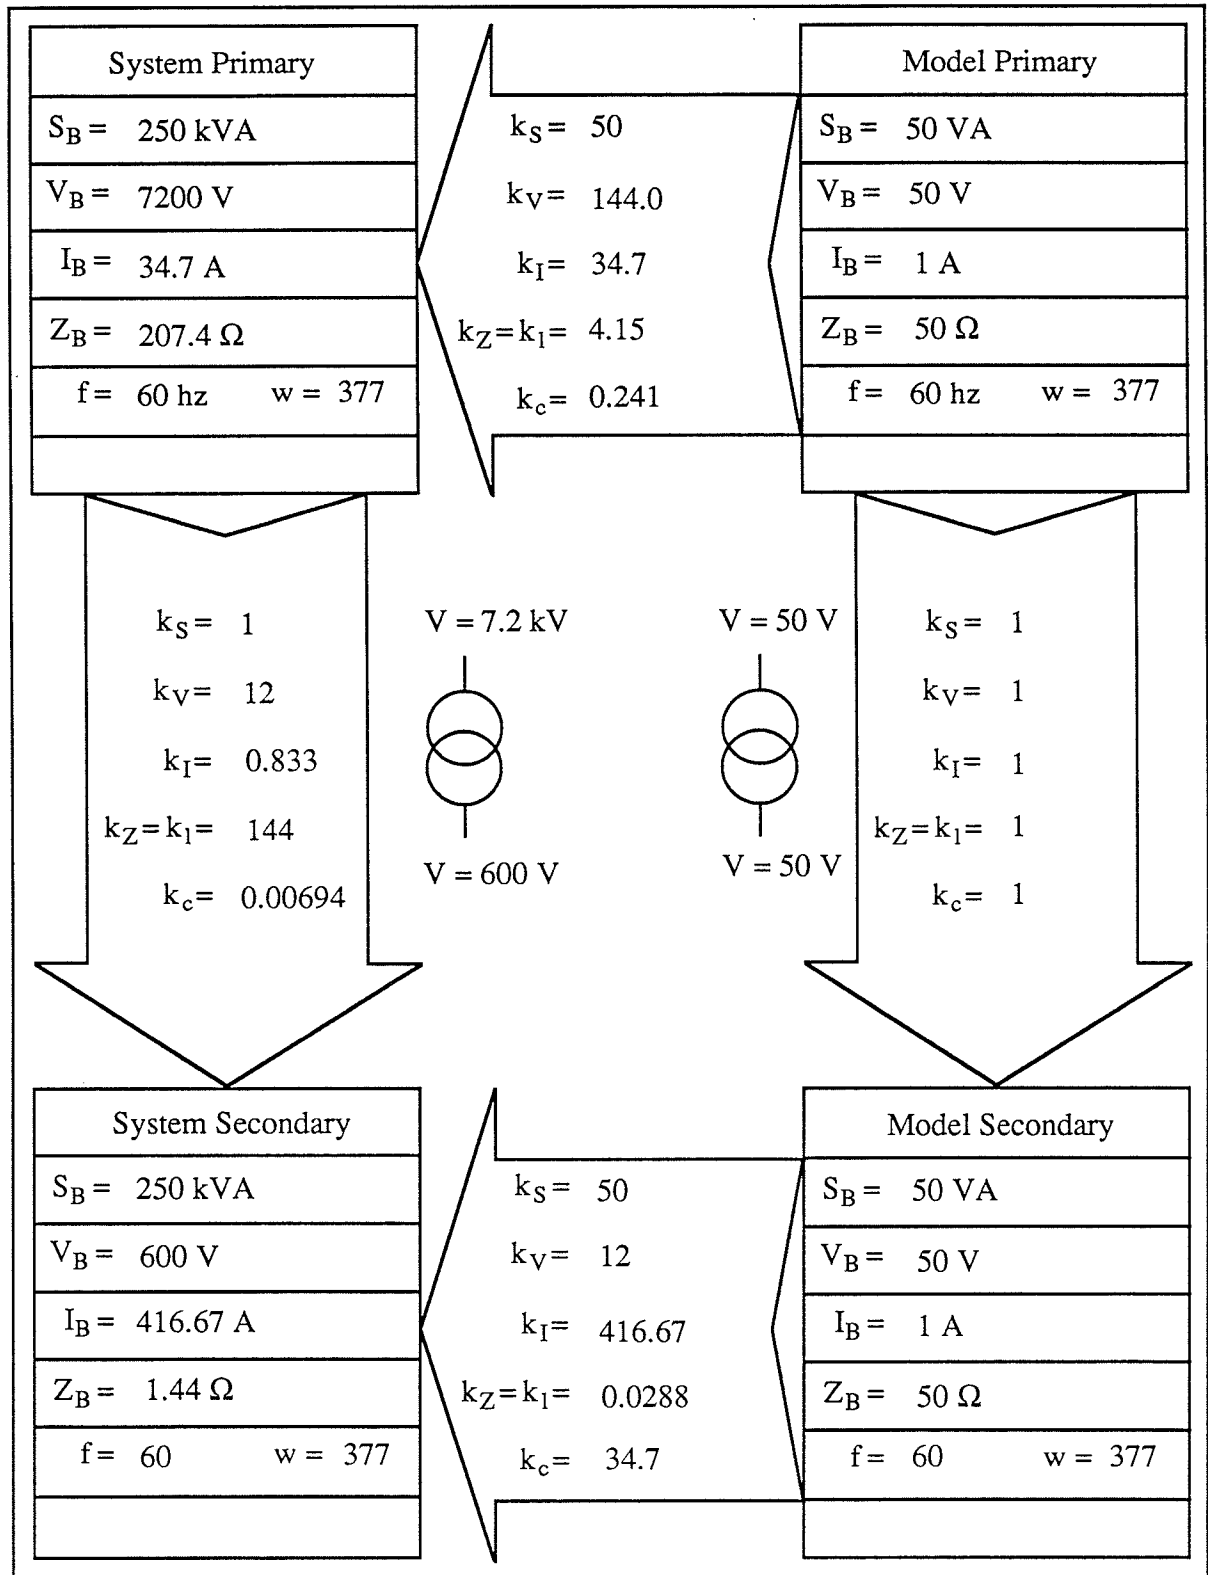 System Primary
S_B = 250 kVA
V_B = 7200 V
I_B = 34.7 A
Z_B = 207.4 Ω
f = 60 hz w = 377
k_S = 50
k_V = 144.0
k_I = 34.7
k_Z = k_l = 4.15
k_c = 0.241
Model Primary
S_B = 50 VA
V_B = 50 V
I_B = 1 A
Z_B = 50 Ω
f = 60 hz w = 377
k_S = 1
k_V = 12
k_I = 0.833
k_Z = k_l = 144
k_c = 0.00694
V = 7.2 kV
V = 600 V
V = 50 V
V = 50 V
k_S = 1
k_V = 1
k_I = 1
k_Z = k_l = 1
k_c = 1
System Secondary
S_B = 250 kVA
V_B = 600 V
I_B = 416.67 A
Z_B = 1.44 Ω
f = 60 w = 377
k_S = 50
k_V = 12
k_I = 416.67
k_Z = k_l = 0.0288
k_c = 34.7
Model Secondary
S_B = 50 VA
V_B = 50 V
I_B = 1 A
Z_B = 50 Ω
f = 60 w = 377